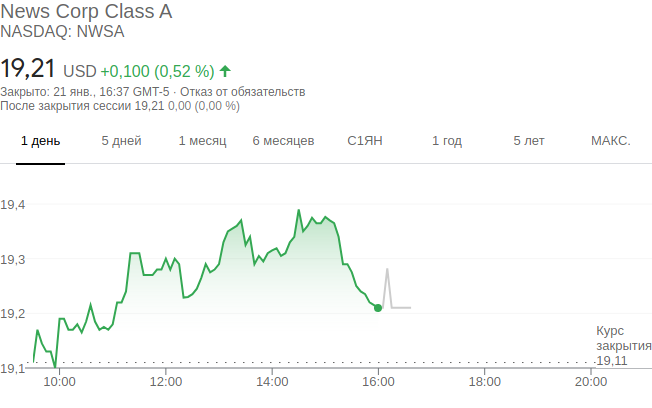 News Corp Class A
NASDAQ: NWSA
19,21 USD +0,100 (0,52 %)
Закрыто: 21 янв., 16:37 GMT-5 · Отказ от обязательств
После закрытия сессии 19,21 0,00 (0,00 %)
1 день 5 дней 1 месяц 6 месяцев С1ЯН 1 год 5 лет МАКС.
19,4
19,3
19,2
19,1
Курс
закрытия
19,11
10:00 12:00 14:00 16:00 18:00 20:00